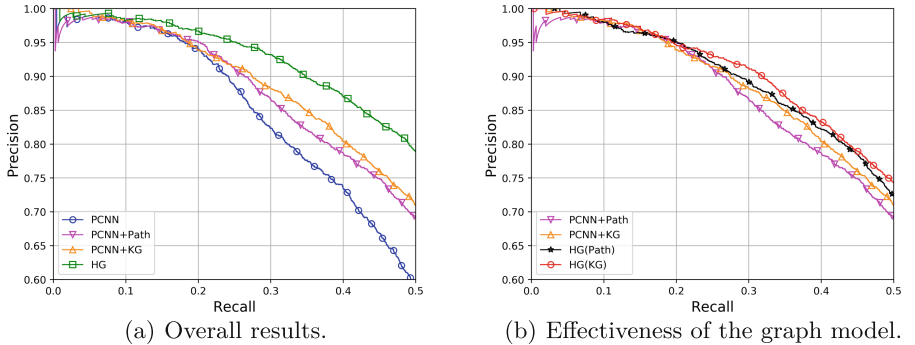 1.00
0.95
0.90
0.85
0.80
0.75
0.70
0.65
0.60
Precision
0.0 0.1 0.2 0.3 0.4 0.5
Recall
PCNN
PCNN+Path
PCNN+KG
HG
(a) Overall results.
1.00
0.95
0.90
0.85
0.80
0.75
0.70
0.65
0.60
Precision
0.0 0.1 0.2 0.3 0.4 0.5
Recall
PCNN+Path
PCNN+KG
HG(Path)
HG(KG)
(b) Effectiveness of the graph model.